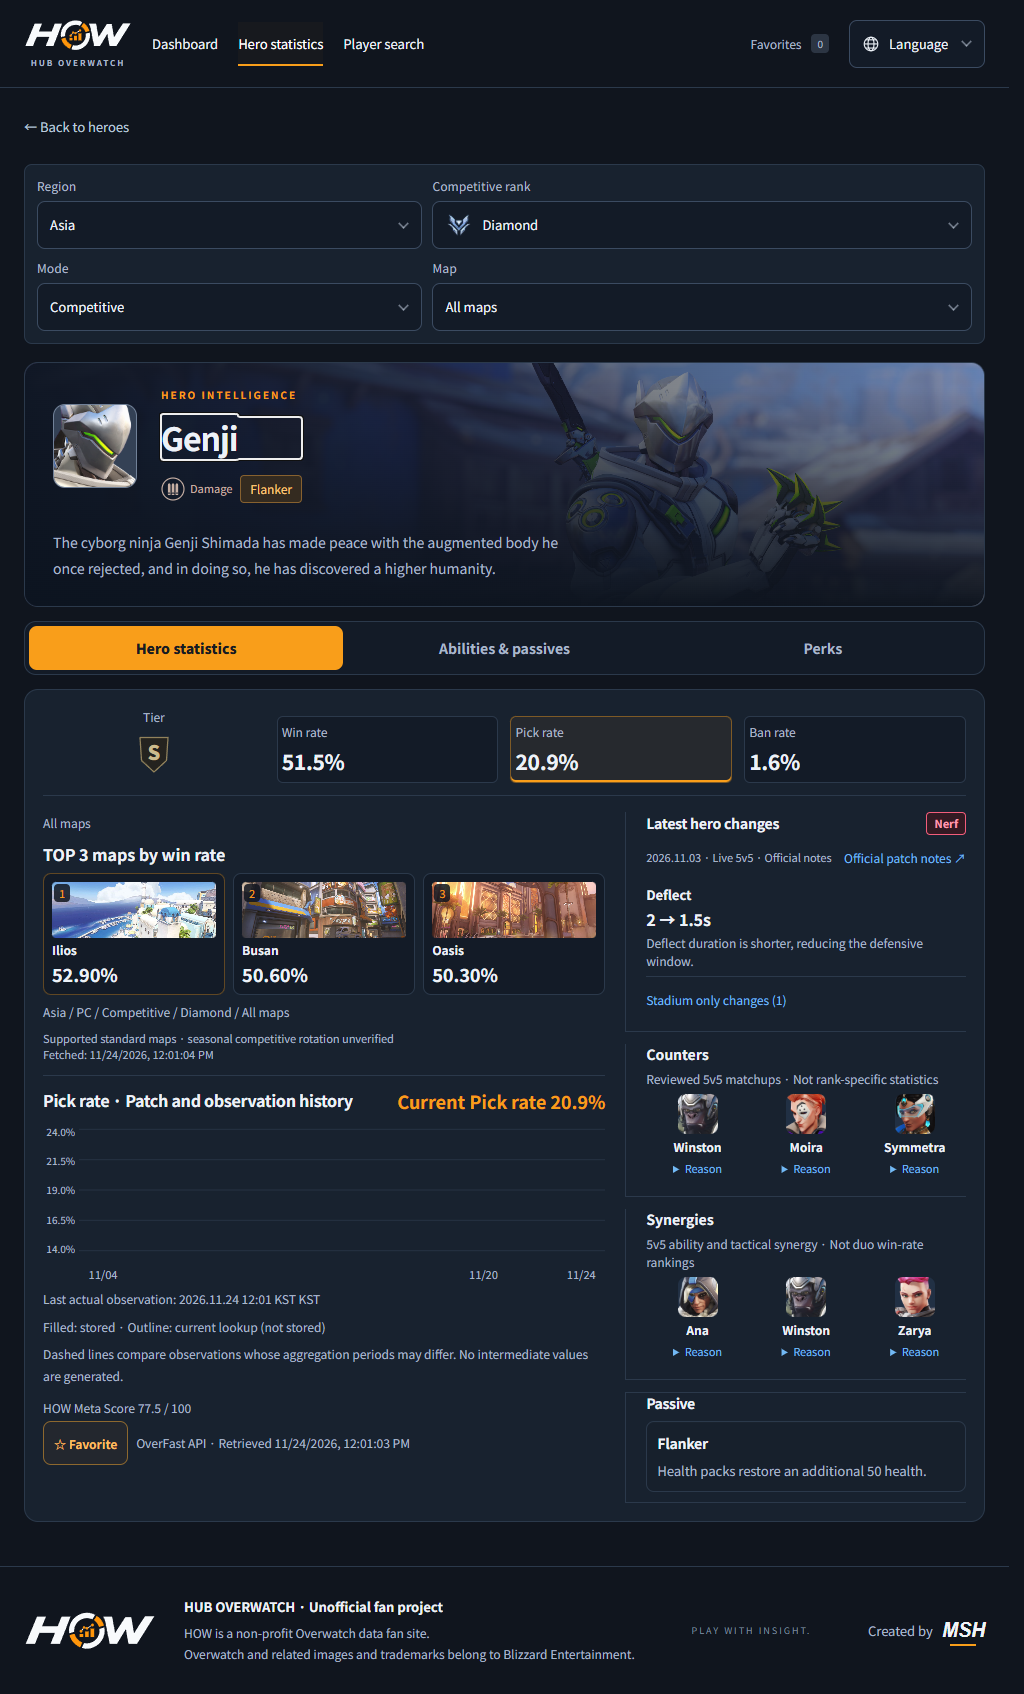 HOW
HUB OVERWATCH
Dashboard
Hero statistics
Player search
Favorites 0
Language
← Back to heroes
Region
Asia
Competitive rank
Diamond
Mode
Competitive
Map
All maps
HERO INTELLIGENCE
Genji
Damage
Flanker
The cyborg ninja Genji Shimada has made peace with the augmented body he
once rejected, and in doing so, he has discovered a higher humanity.
Hero statistics
Abilities & passives
Perks
Tier
S
Win rate
51.5%
Pick rate
20.9%
Ban rate
1.6%
All maps
TOP 3 maps by win rate
1
Ilios
52.90%
2
Busan
50.60%
3
Oasis
50.30%
Asia / PC / Competitive / Diamond / All maps
Supported standard maps · seasonal competitive rotation unverified
Fetched: 11/24/2026, 12:01:04 PM
Pick rate · Patch and observation history
Current Pick rate 20.9%
24.0%
21.5%
19.0%
16.5%
14.0%
11/04
11/20
11/24
Last actual observation: 2026.11.24 12:01 KST KST
Filled: stored · Outline: current lookup (not stored)
Dashed lines compare observations whose aggregation periods may differ. No intermediate values
are generated.
HOW Meta Score 77.5 / 100
☆ Favorite
OverFast API · Retrieved 11/24/2026, 12:01:03 PM
Latest hero changes
Nerf
2026.11.03 · Live 5v5 · Official notes
Official patch notes ↗
Deflect
2 → 1.5s
Deflect duration is shorter, reducing the defensive
window.
Stadium only changes (1)
Counters
Reviewed 5v5 matchups · Not rank-specific statistics
Winston
▶ Reason
Moira
▶ Reason
Symmetra
▶ Reason
Synergies
5v5 ability and tactical synergy · Not duo win-rate
rankings
Ana
▶ Reason
Winston
▶ Reason
Zarya
▶ Reason
Passive
Flanker
Health packs restore an additional 50 health.
HOW
HUB OVERWATCH · Unofficial fan project
HOW is a non-profit Overwatch data fan site.
Overwatch and related images and trademarks belong to Blizzard Entertainment.
PLAY WITH INSIGHT.
Created by MSH